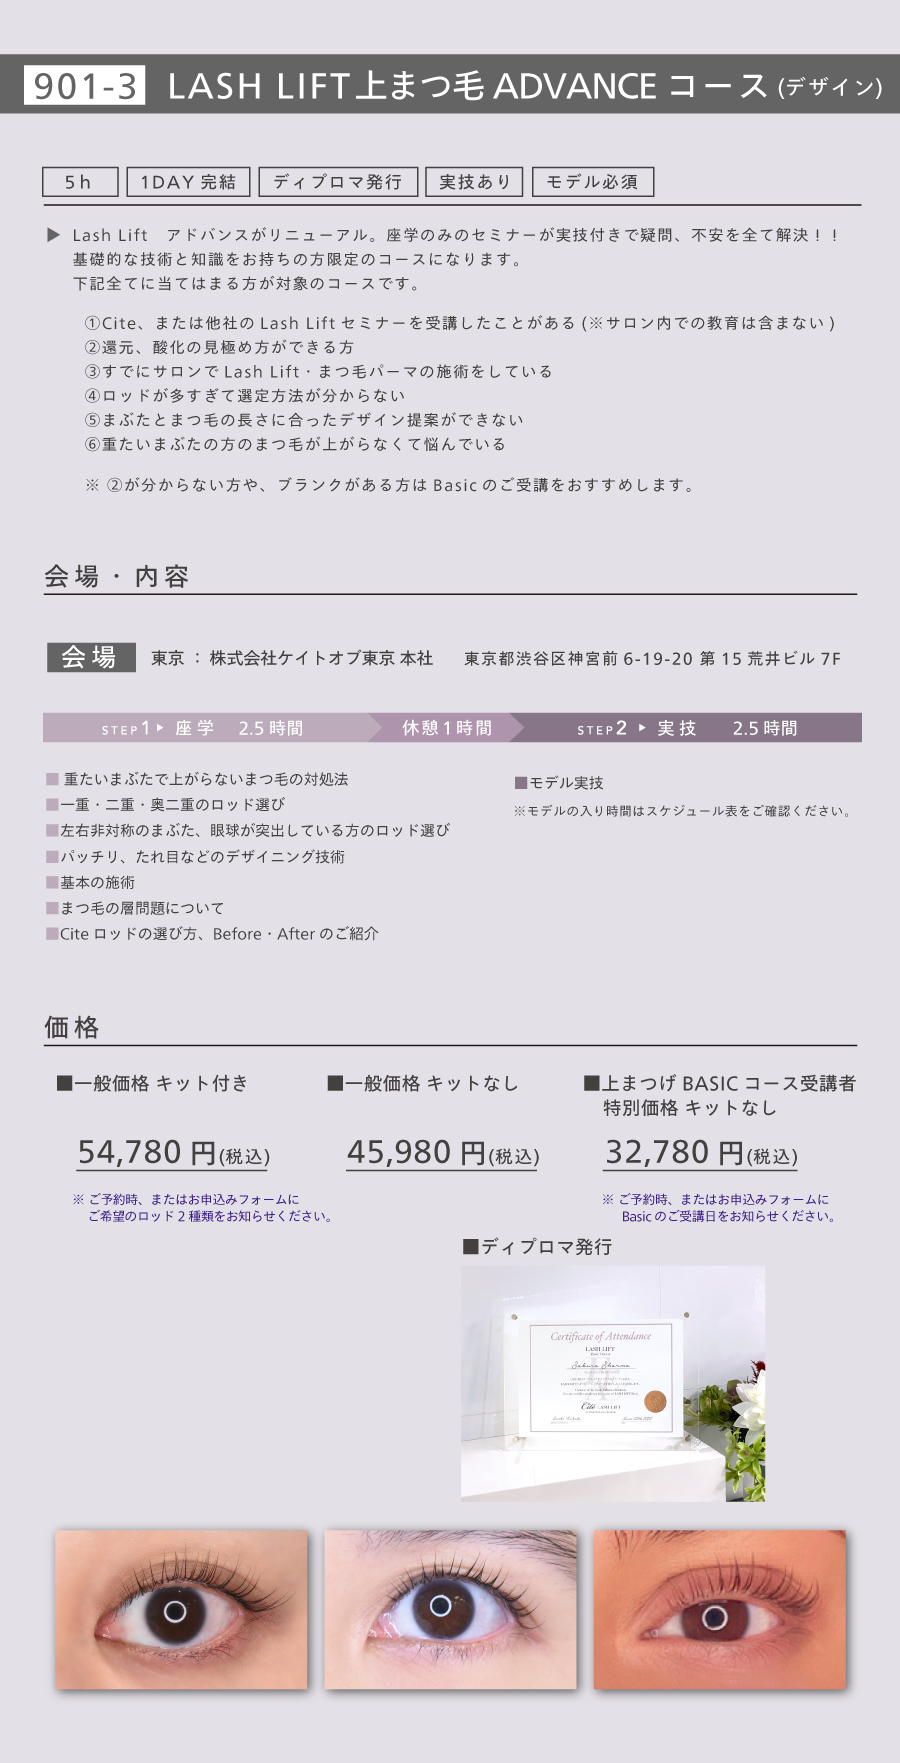 901-3 LASH LIFT上まつ毛 ADVANCE コース (デザイン)
5h 1DAY 完結 ディプロマ発行 実技あり モデル必須
▶ Lash Lift　アドバンスがリニューアル。座学のみのセミナーが実技付きで疑問、不安を全て解決！！
基礎的な技術と知識をお持ちの方限定のコースになります。
下記全てに当てはまる方が対象のコースです。
①Cite、または他社の Lash Lift セミナーを受講したことがある (※サロン内での教育は含まない )
②還元、酸化の見極め方ができる方
③すでにサロンで Lash Lift・まつ毛パーマの施術をしている
④ロッドが多すぎて選定方法が分からない
⑤まぶたとまつ毛の長さに合ったデザイン提案ができない
⑥重たいまぶたの方のまつ毛が上がらなくて悩んでいる
※ ②が分からない方や、ブランクがある方は Basic のご受講をおすすめします。
会場・内容
会場 東京 ： 株式会社ケイトオブ東京 本社 東京都渋谷区神宮前 6-19-20 第 15 荒井ビル 7F
STEP1▶ 座学 2.5 時間 休憩1時間 STEP2 ▶ 実技 2.5 時間
■ 重たいまぶたで上がらないまつ毛の対処法
■一重・二重・奥二重のロッド選び
■左右非対称のまぶた、眼球が突出している方のロッド選び
■パッチリ、たれ目などのデザイニング技術
■基本の施術
■まつ毛の層問題について
■Cite ロッドの選び方、Before・After のご紹介
■モデル実技
※モデルの入り時間はスケジュール表をご確認ください。
価格
■一般価格 キット付き
54,780 円(税込)
※ ご予約時、またはお申込みフォームに
ご希望のロッド 2 種類をお知らせください。
■一般価格 キットなし
45,980 円(税込)
■上まつげ BASIC コース受講者
特別価格 キットなし
32,780 円(税込)
※ ご予約時、またはお申込みフォームに
Basic のご受講日をお知らせください。
■ディプロマ発行
Certificate of Attendance
LASH LIFT
Sakura Sharma
Cite LASH LIFT